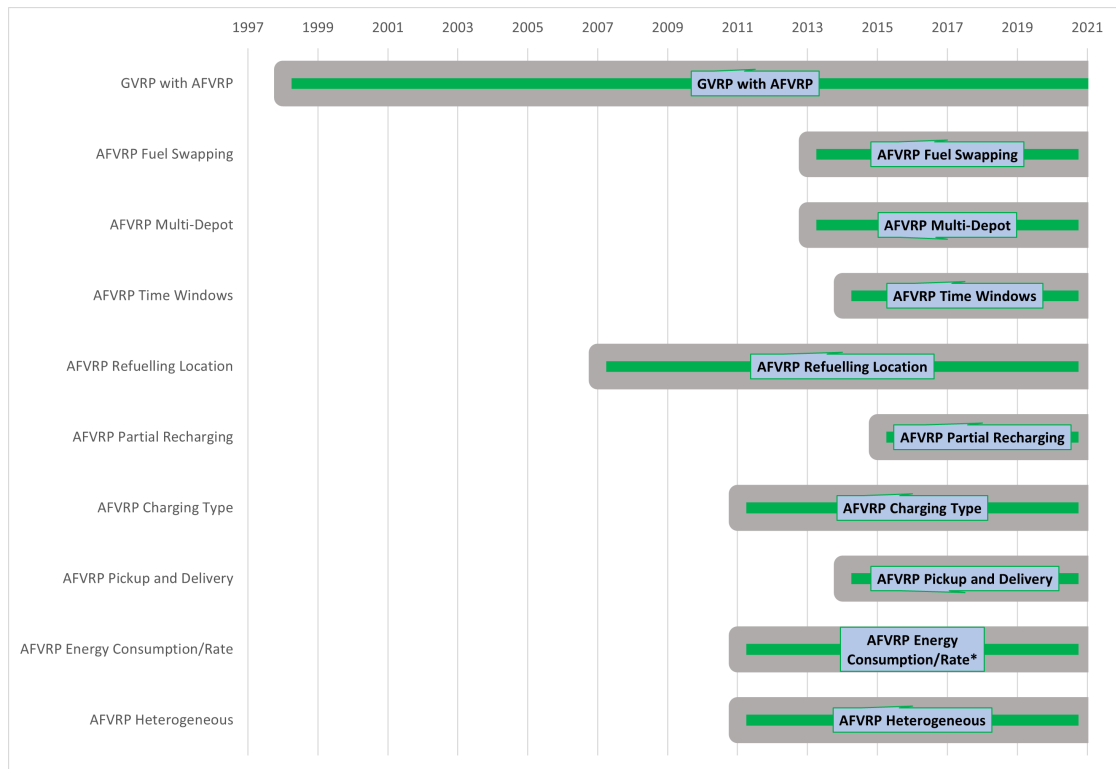 1997 1999 2001 2003 2005 2007 2009 2011 2013 2015 2017 2019 2021
GVRP with AFVRP GVRP with AFVRP
AFVRP Fuel Swapping AFVRP Fuel Swapping
AFVRP Multi-Depot AFVRP Multi-Depot
AFVRP Time Windows AFVRP Time Windows
AFVRP Refuelling Location AFVRP Refuelling Location
AFVRP Partial Recharging AFVRP Partial Recharging
AFVRP Charging Type AFVRP Charging Type
AFVRP Pickup and Delivery AFVRP Pickup and Delivery
AFVRP Energy Consumption/Rate AFVRP Energy
Consumption/Rate*
AFVRP Heterogeneous AFVRP Heterogeneous